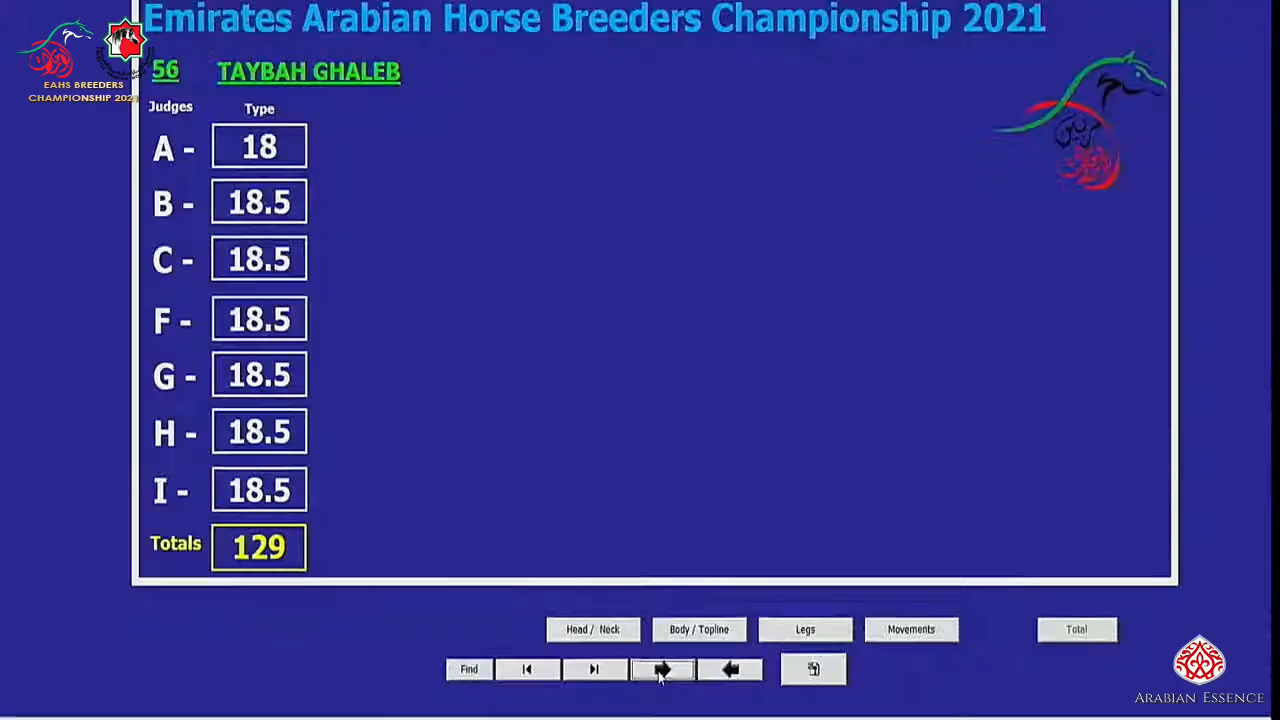 Emirates Arabian Horse Breeders Championship 2021
EAHS BREEDERS
CHAMPIONSHIP 2021
56 TAYBAH GHALEB
Judges Type
A - 18
B - 18.5
C - 18.5
F - 18.5
G - 18.5
H - 18.5
I - 18.5
Totals 129
Head / Neck Body / Topline Legs Movements Total
Find
ARABIAN ESSENCE